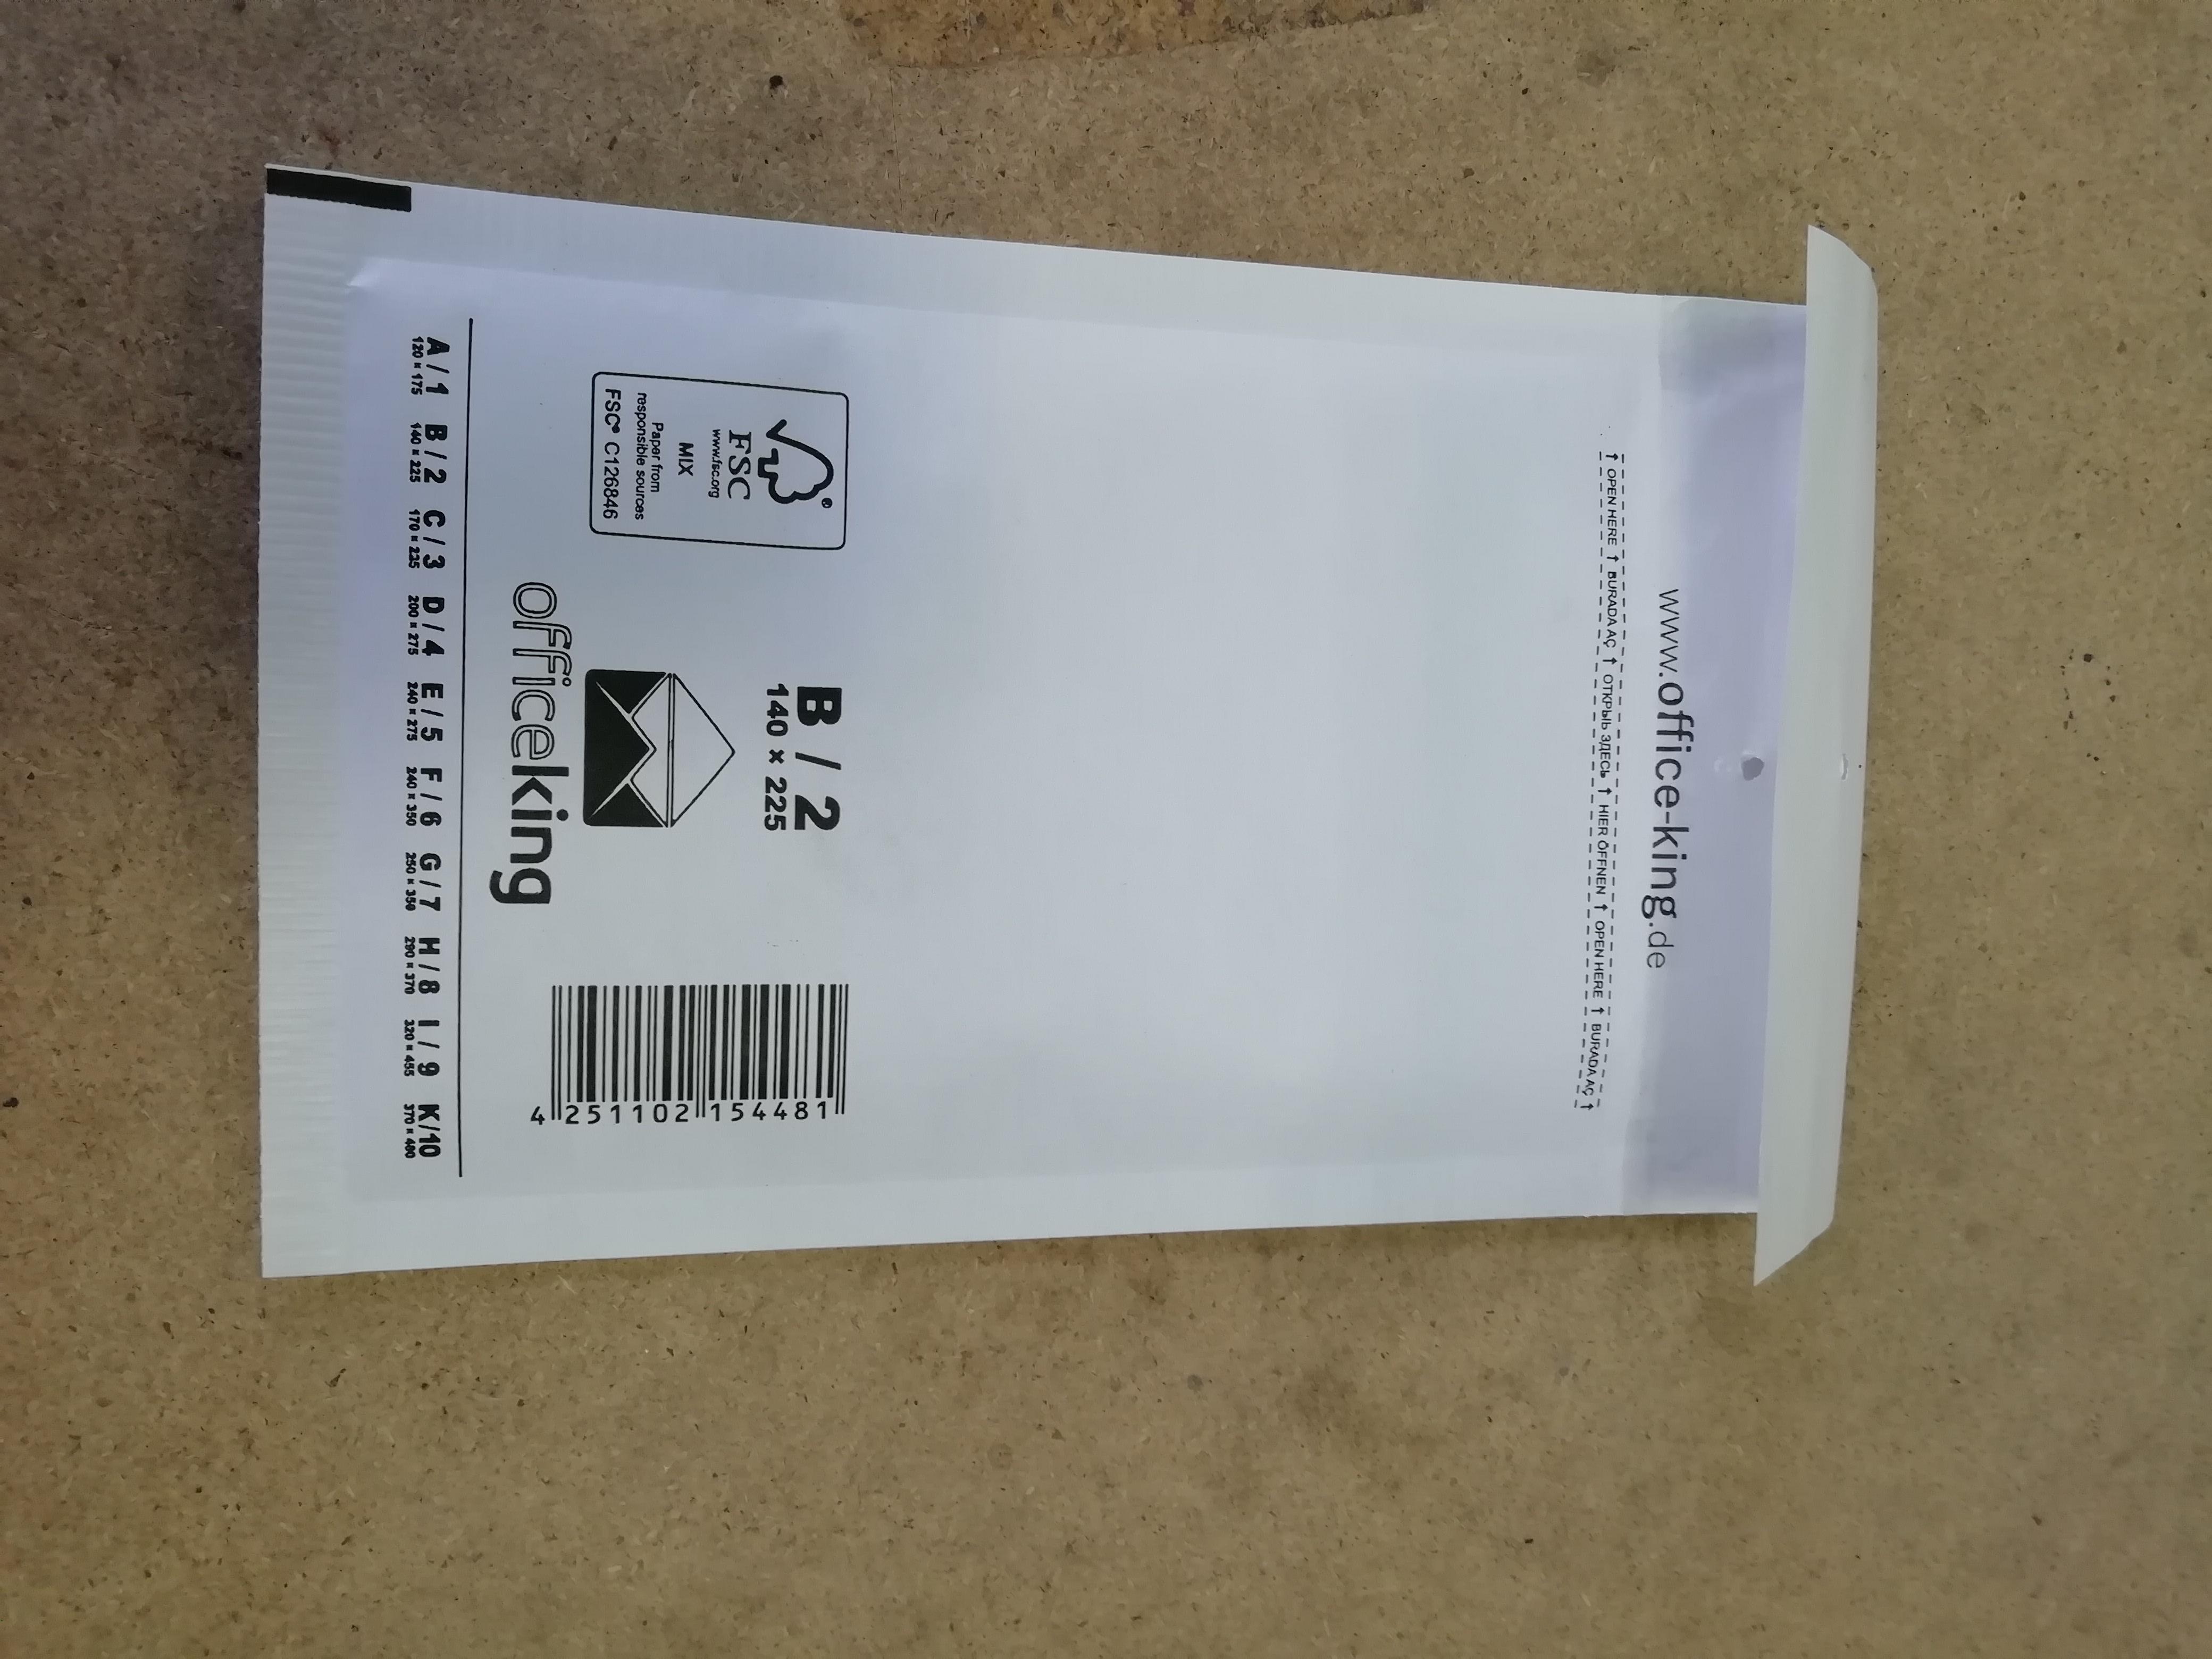 www.office-king.de
↑ OPEN HERE ↑ BURADA AÇ ↑ ОТКРЫЬ ЗДЕСЬ ↑ HIER ÖFFNEN ↑ OPEN HERE ↑ BURADA AÇ ↑
FSC®
www.fsc.org
MIX
Paper from
responsible sources
FSC® C126846
B / 2
140 × 225
officeking
4 251102 154481
A / 1 B / 2 C / 3 D / 4 E / 5 F / 6 G / 7 H / 8 I / 9 K/10
120 × 175 140 × 225 170 × 235 200 × 275 240 × 275 240 × 350 250 × 350 290 × 370 320 × 455 370 × 480